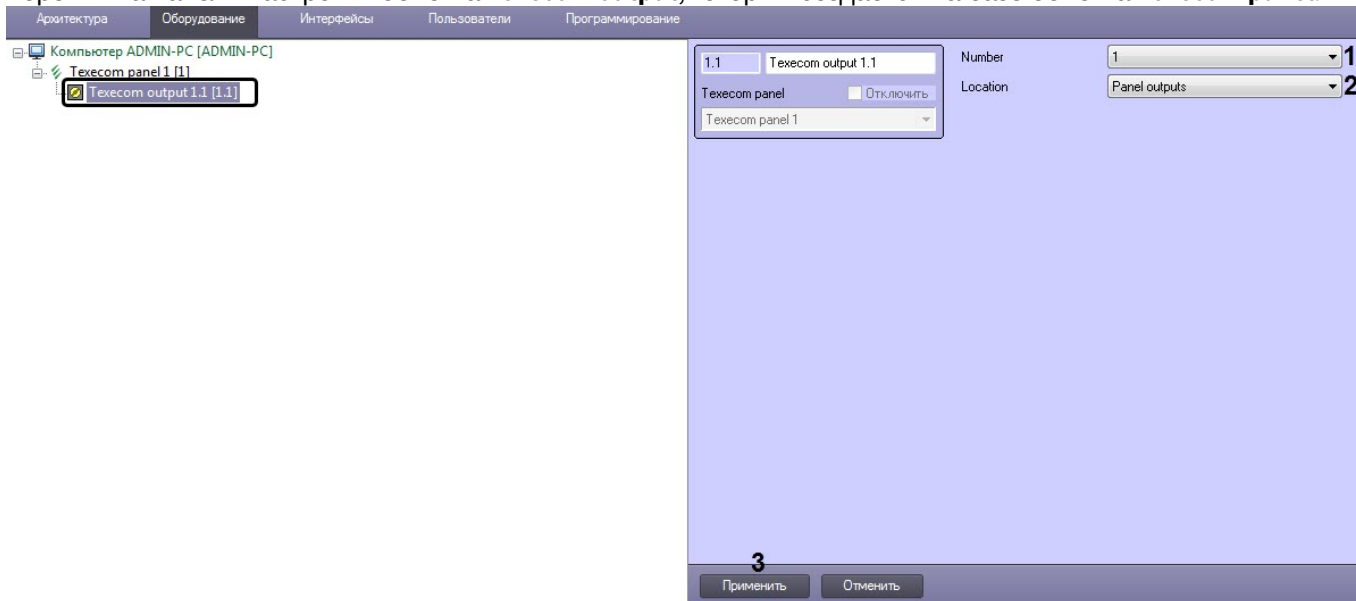 Архитектура Оборудование Интерфейсы Пользователи Программирование
Компьютер ADMIN-PC [ADMIN-PC]
Texecom panel 1 [1]
Texecom output 1.1 [1.1]
1.1 Texecom output 1.1
Texecom panel Отключить
Texecom panel 1
Number 1 1
Location Panel outputs 2
3
Применить Отменить